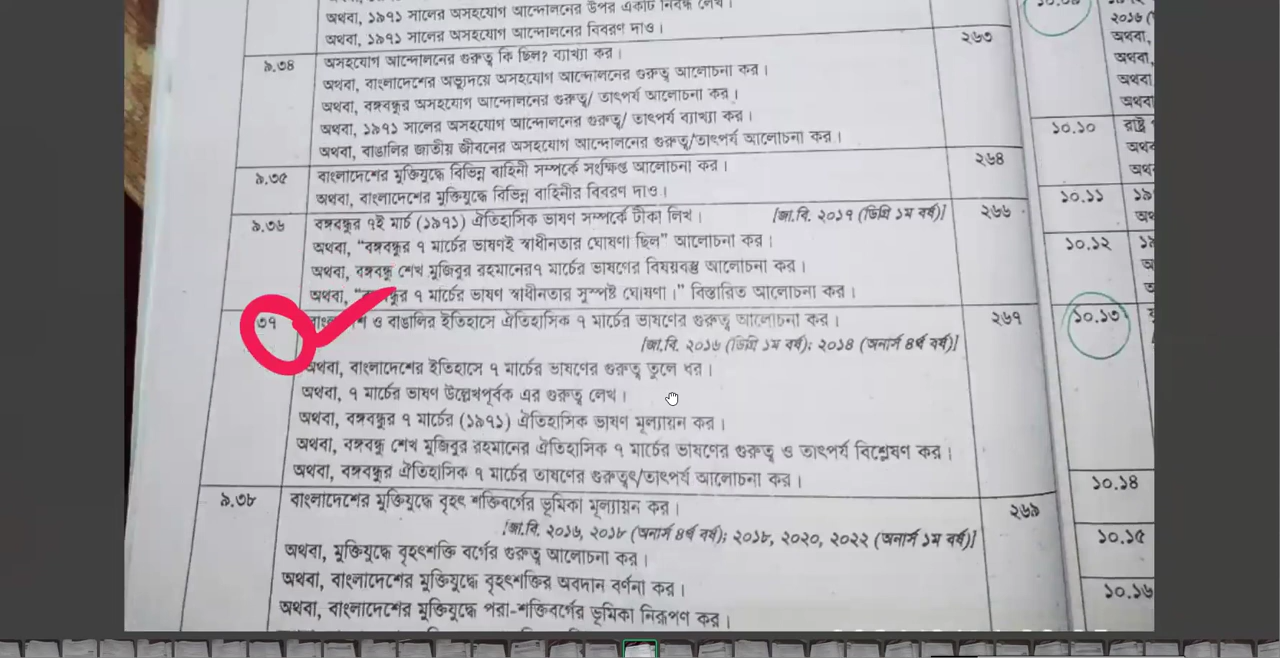 অথবা, ১৯৭১ সালের অসহযোগ আন্দোলনের উপর একটি নিবন্ধ লেখ।
অথবা, ১৯৭১ সালের অসহযোগ আন্দোলনের বিবরণ দাও।
৯.৩৪ অসহযোগ আন্দোলনের গুরুত্ব কি ছিল? ব্যাখ্যা কর। ২৬৩
অথবা, বাংলাদেশের অভ্যুদয়ে অসহযোগ আন্দোলনের গুরুত্ব আলোচনা কর।
অথবা, বঙ্গবন্ধুর অসহযোগ আন্দোলনের গুরুত্ব/ তাৎপর্য আলোচনা কর।
অথবা, ১৯৭১ সালের অসহযোগ আন্দোলনের গুরুত্ব/ তাৎপর্য ব্যাখ্যা কর।
অথবা, বাঙালির জাতীয় জীবনের অসহযোগ আন্দোলনের গুরুত্ব/তাৎপর্য আলোচনা কর।
৯.৩৫ বাংলাদেশের মুক্তিযুদ্ধে বিভিন্ন বাহিনী সম্পর্কে সংক্ষিপ্ত আলোচনা কর। ২৬৪
অথবা, বাংলাদেশের মুক্তিযুদ্ধে বিভিন্ন বাহিনীর বিবরণ দাও।
৯.৩৬ বঙ্গবন্ধুর ৭ই মার্চ (১৯৭১) ঐতিহাসিক ভাষণ সম্পর্কে টীকা লিখ। [জা.বি. ২০১৭ (ডিগ্রি ১ম বর্ষ)] ২৬৬
অথবা, “বঙ্গবন্ধুর ৭ মার্চের ভাষণই স্বাধীনতার ঘোষণা ছিল” আলোচনা কর।
অথবা, বঙ্গবন্ধু শেখ মুজিবুর রহমানের৭ মার্চের ভাষণের বিষয়বস্তু আলোচনা কর।
অথবা, ৭ মার্চের ভাষণ স্বাধীনতার সুস্পষ্ট ঘোষণা।” বিস্তারিত আলোচনা কর।
৩৭ ও বাঙালির ইতিহাসে ঐতিহাসিক ৭ মার্চের ভাষণের গুরুত্ব আলোচনা কর। ২৬৭
[জা.বি. ২০১৬ (ডিগ্রি ১ম বর্ষ); ২০১৪ (অনার্স ৪র্থ বর্ষ)]
অথবা, বাংলাদেশের ইতিহাসে ৭ মার্চের ভাষণের গুরুত্ব তুলে ধর।
অথবা, ৭ মার্চের ভাষণ উল্লেখপূর্বক এর গুরুত্ব লেখ।
অথবা, বঙ্গবন্ধুর ৭ মার্চের (১৯৭১) ঐতিহাসিক ভাষণ মূল্যায়ন কর।
অথবা, বঙ্গবন্ধু শেখ মুজিবুর রহমানের ঐতিহাসিক ৭ মার্চের ভাষণের গুরুত্ব ও তাৎপর্য বিশ্লেষণ কর।
অথবা, বঙ্গবন্ধুর ঐতিহাসিক ৭ মার্চের ভাষণের গুরুত্বৎ/তাৎপর্য আলোচনা কর।
৯.৩৮ বাংলাদেশের মুক্তিযুদ্ধে বৃহৎ শক্তিবর্গের ভূমিকা মূল্যায়ন কর। ২৬৯
[জা.বি. ২০১৬, ২০১৮ (অনার্স ৪র্থ বর্ষ); ২০১৮, ২০২০, ২০২২ (অনার্স ১ম বর্ষ)]
অথবা, মুক্তিযুদ্ধে বৃহৎশক্তি বর্গের গুরুত্ব আলোচনা কর।
অথবা, বাংলাদেশের মুক্তিযুদ্ধে বৃহৎশক্তির অবদান বর্ণনা কর।
অথবা, বাংলাদেশের মুক্তিযুদ্ধে পরা-শক্তিবর্গের ভূমিকা নিরূপণ কর।
২০১৬
অথবা,
অথবা,
অথবা
অথবা
১০.১০ রাষ্ট্র
১০.১১
১০.১২
১০.১৩
১০.১৪
১০.১৫
১০.১৬